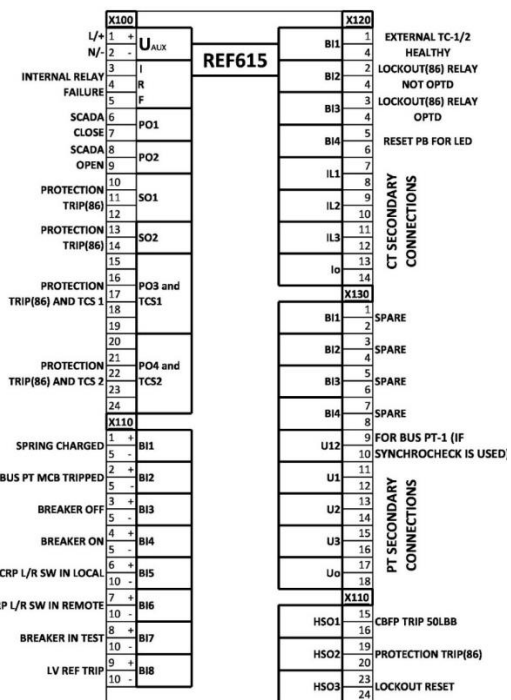 X100
L/+ 1 + UAUX
N/- 2 -
REF615
INTERNAL RELAY FAILURE
3 I
4 R
5 F
SCADA CLOSE
6
7
PO1
SCADA OPEN
8
9
PO2
PROTECTION TRIP(86)
10
11
12
SO1
PROTECTION TRIP(86)
13
14
SO2
PROTECTION TRIP(86) AND TCS 1
15
16
17
18
19
PO3 and TCS1
PROTECTION TRIP(86) AND TCS 2
20
21
22
23
24
PO4 and TCS2
X110
SPRING CHARGED 1 + BI1
5 -
BUS PT MCB TRIPPED 2 + BI2
5 -
BREAKER OFF 3 + BI3
5 -
BREAKER ON 4 + BI4
5 -
CRP L/R SW IN LOCAL 6 + BI5
10 -
RP L/R SW IN REMOTE 7 + BI6
10 -
BREAKER IN TEST 8 + BI7
10 -
LV REF TRIP 9 + BI8
10 -
X120
BI1 1 EXTERNAL TC-1/2
4 HEALTHY
BI2 2 LOCKOUT(86) RELAY
4 NOT OPTD
BI3 3 LOCKOUT(86) RELAY
4 OPTD
BI4 5 RESET PB FOR LED
6
IL1 7
8
IL2 9
10
IL3 11
12
Io 13
14
CT SECONDARY
CONNECTIONS
X130
BI1 1 SPARE
2
BI2 3 SPARE
4
BI3 5 SPARE
6
BI4 7 SPARE
8
U12 9 FOR BUS PT-1 (IF
10 SYNCHROCHECK IS USED)
U1 11
12
U2 13
14
U3 15
16
Uo 17
18
PT SECONDARY
CONNECTIONS
X110
HSO1 15 CBFP TRIP 50LBB
16
HSO2 19 PROTECTION TRIP(86)
20
HSO3 23 LOCKOUT RESET
24